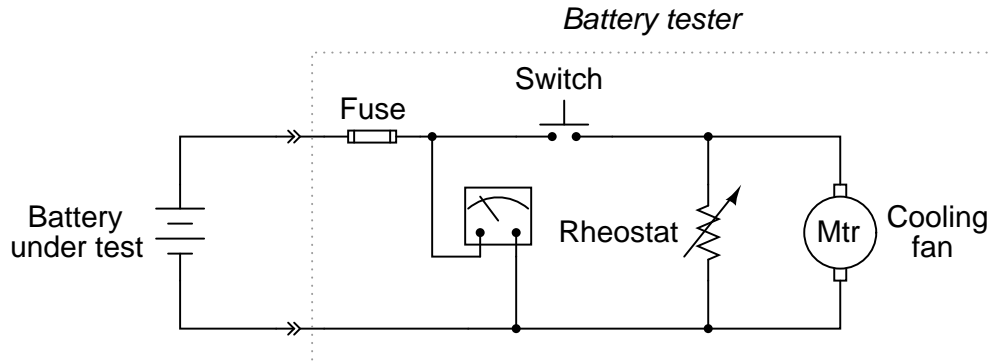 Battery tester
Switch
Fuse
Battery
under test
Rheostat
Mtr
Cooling
fan